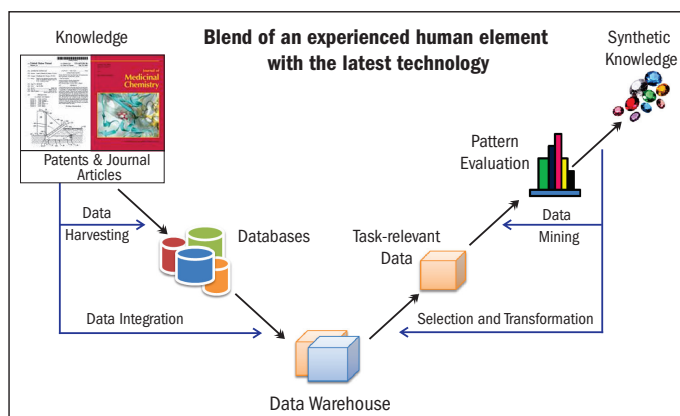 Knowledge
Blend of an experienced human element
with the latest technology
Synthetic
Knowledge
Medicinal
Chemistry
Patents & Journal
Articles
Pattern
Evaluation
Data
Harvesting
Databases
Task-relevant
Data
Data
Mining
Data Integration
Selection and Transformation
Data Warehouse